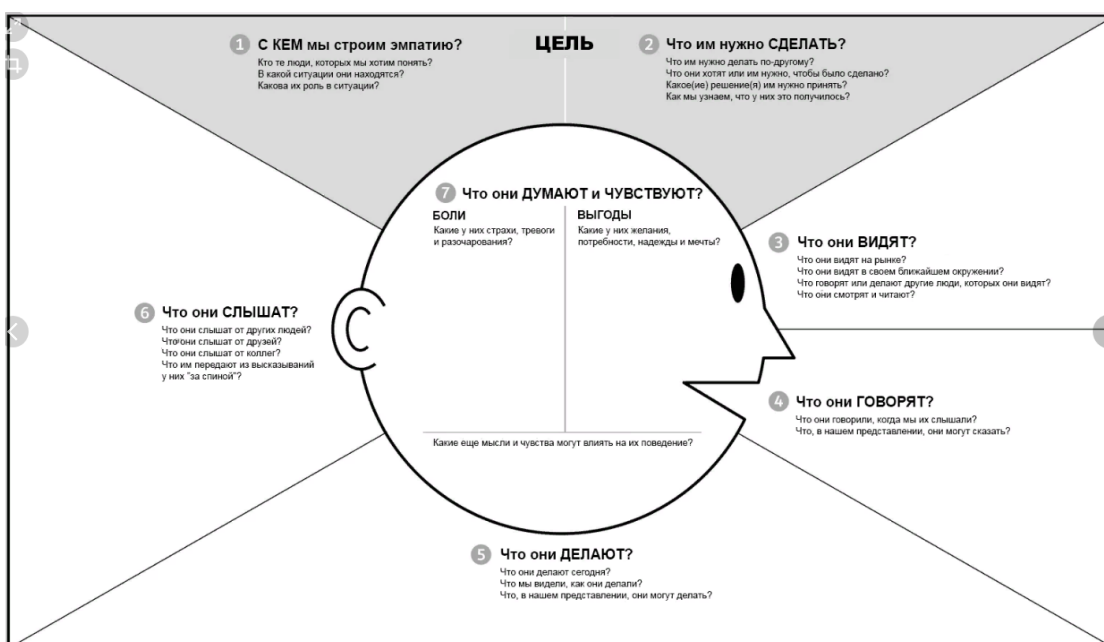 ЦЕЛЬ
1 С КЕМ мы строим эмпатию?
Кто те люди, которых мы хотим понять?
В какой ситуации они находятся?
Какова их роль в ситуации?
2 Что им нужно СДЕЛАТЬ?
Что им нужно делать по-другому?
Что они хотят или им нужно, чтобы было сделано?
Какое(ие) решение(я) им нужно принять?
Как мы узнаем, что у них это получилось?
3 Что они ВИДЯТ?
Что они видят на рынке?
Что они видят в своем ближайшем окружении?
Что говорят или делают другие люди, которых они видят?
Что они смотрят и читают?
4 Что они ГОВОРЯТ?
Что они говорили, когда мы их слышали?
Что, в нашем представлении, они могут сказать?
5 Что они ДЕЛАЮТ?
Что они делают сегодня?
Что мы видели, как они делали?
Что, в нашем представлении, они могут делать?
6 Что они СЛЫШАТ?
Что они слышат от других людей?
Что они слышат от друзей?
Что они слышат от коллег?
Что им передают из высказываний
у них "за спиной"?
7 Что они ДУМАЮТ и ЧУВСТВУЮТ?
БОЛИ
Какие у них страхи, тревоги
и разочарования?
ВЫГОДЫ
Какие у них желания,
потребности, надежды и мечты?
Какие еще мысли и чувства могут влиять на их поведение?